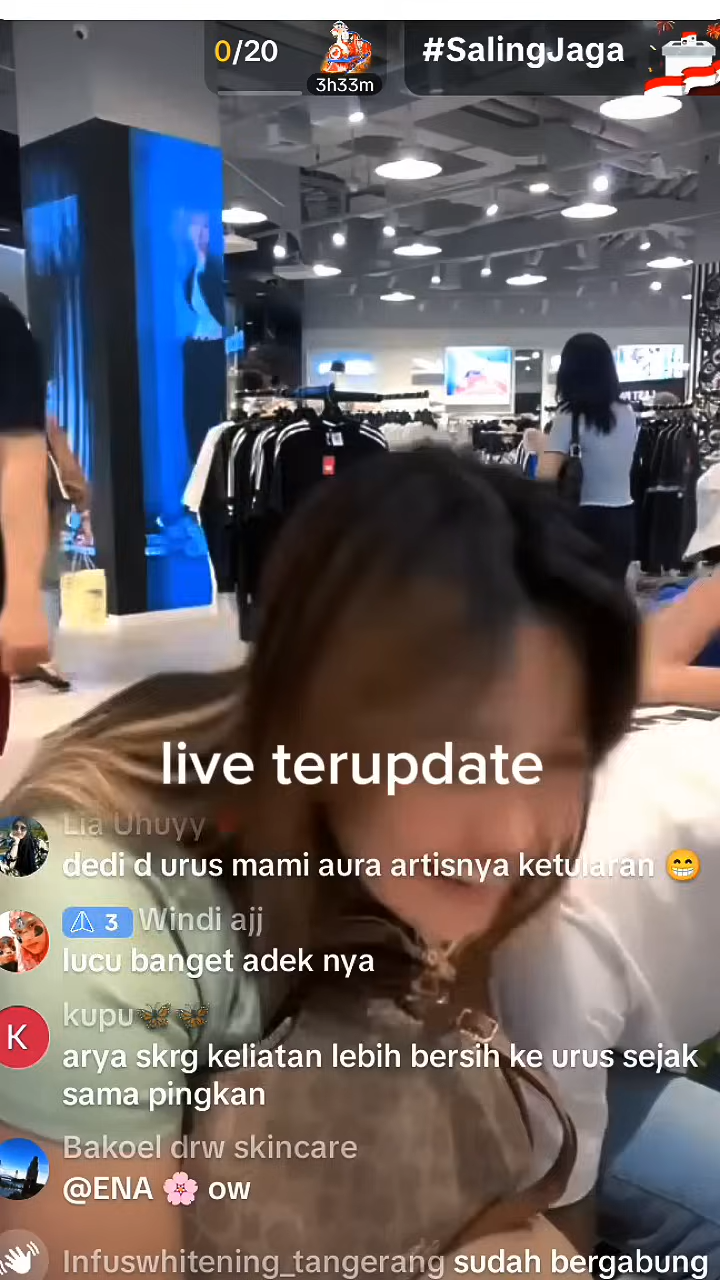 0/20
3h33m
#SalingJaga
live terupdate
Lia Uhuyy
dedi d urus mami aura artisnya ketularan 😁
3 Windi ajj
lucu banget adek nya
K
kupu🦋🦋
arya skrg keliatan lebih bersih ke urus sejak
sama pingkan
Bakoel drw skincare
@ENA 🌸 ow
Infuswhitening_tangerang sudah bergabung